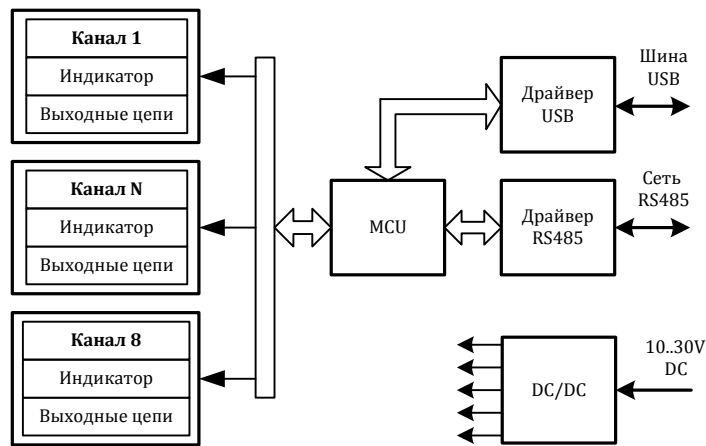 Канал 1
Индикатор
Выходные цепи
Канал N
Индикатор
Выходные цепи
Канал 8
Индикатор
Выходные цепи
MCU
Драйвер
USB
Шина
USB
Драйвер
RS485
Сеть
RS485
DC/DC
10..30V
DC